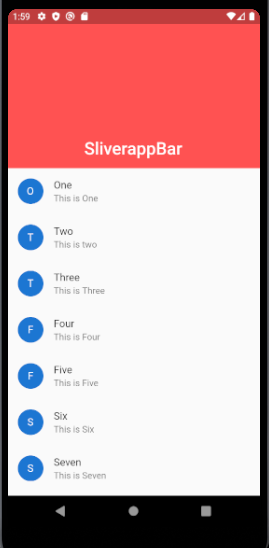 1:59
SliverappBar
O
One
This is One
T
Two
This is two
T
Three
This is Three
F
Four
This is Four
F
Five
This is Five
S
Six
This is Six
S
Seven
This is Seven